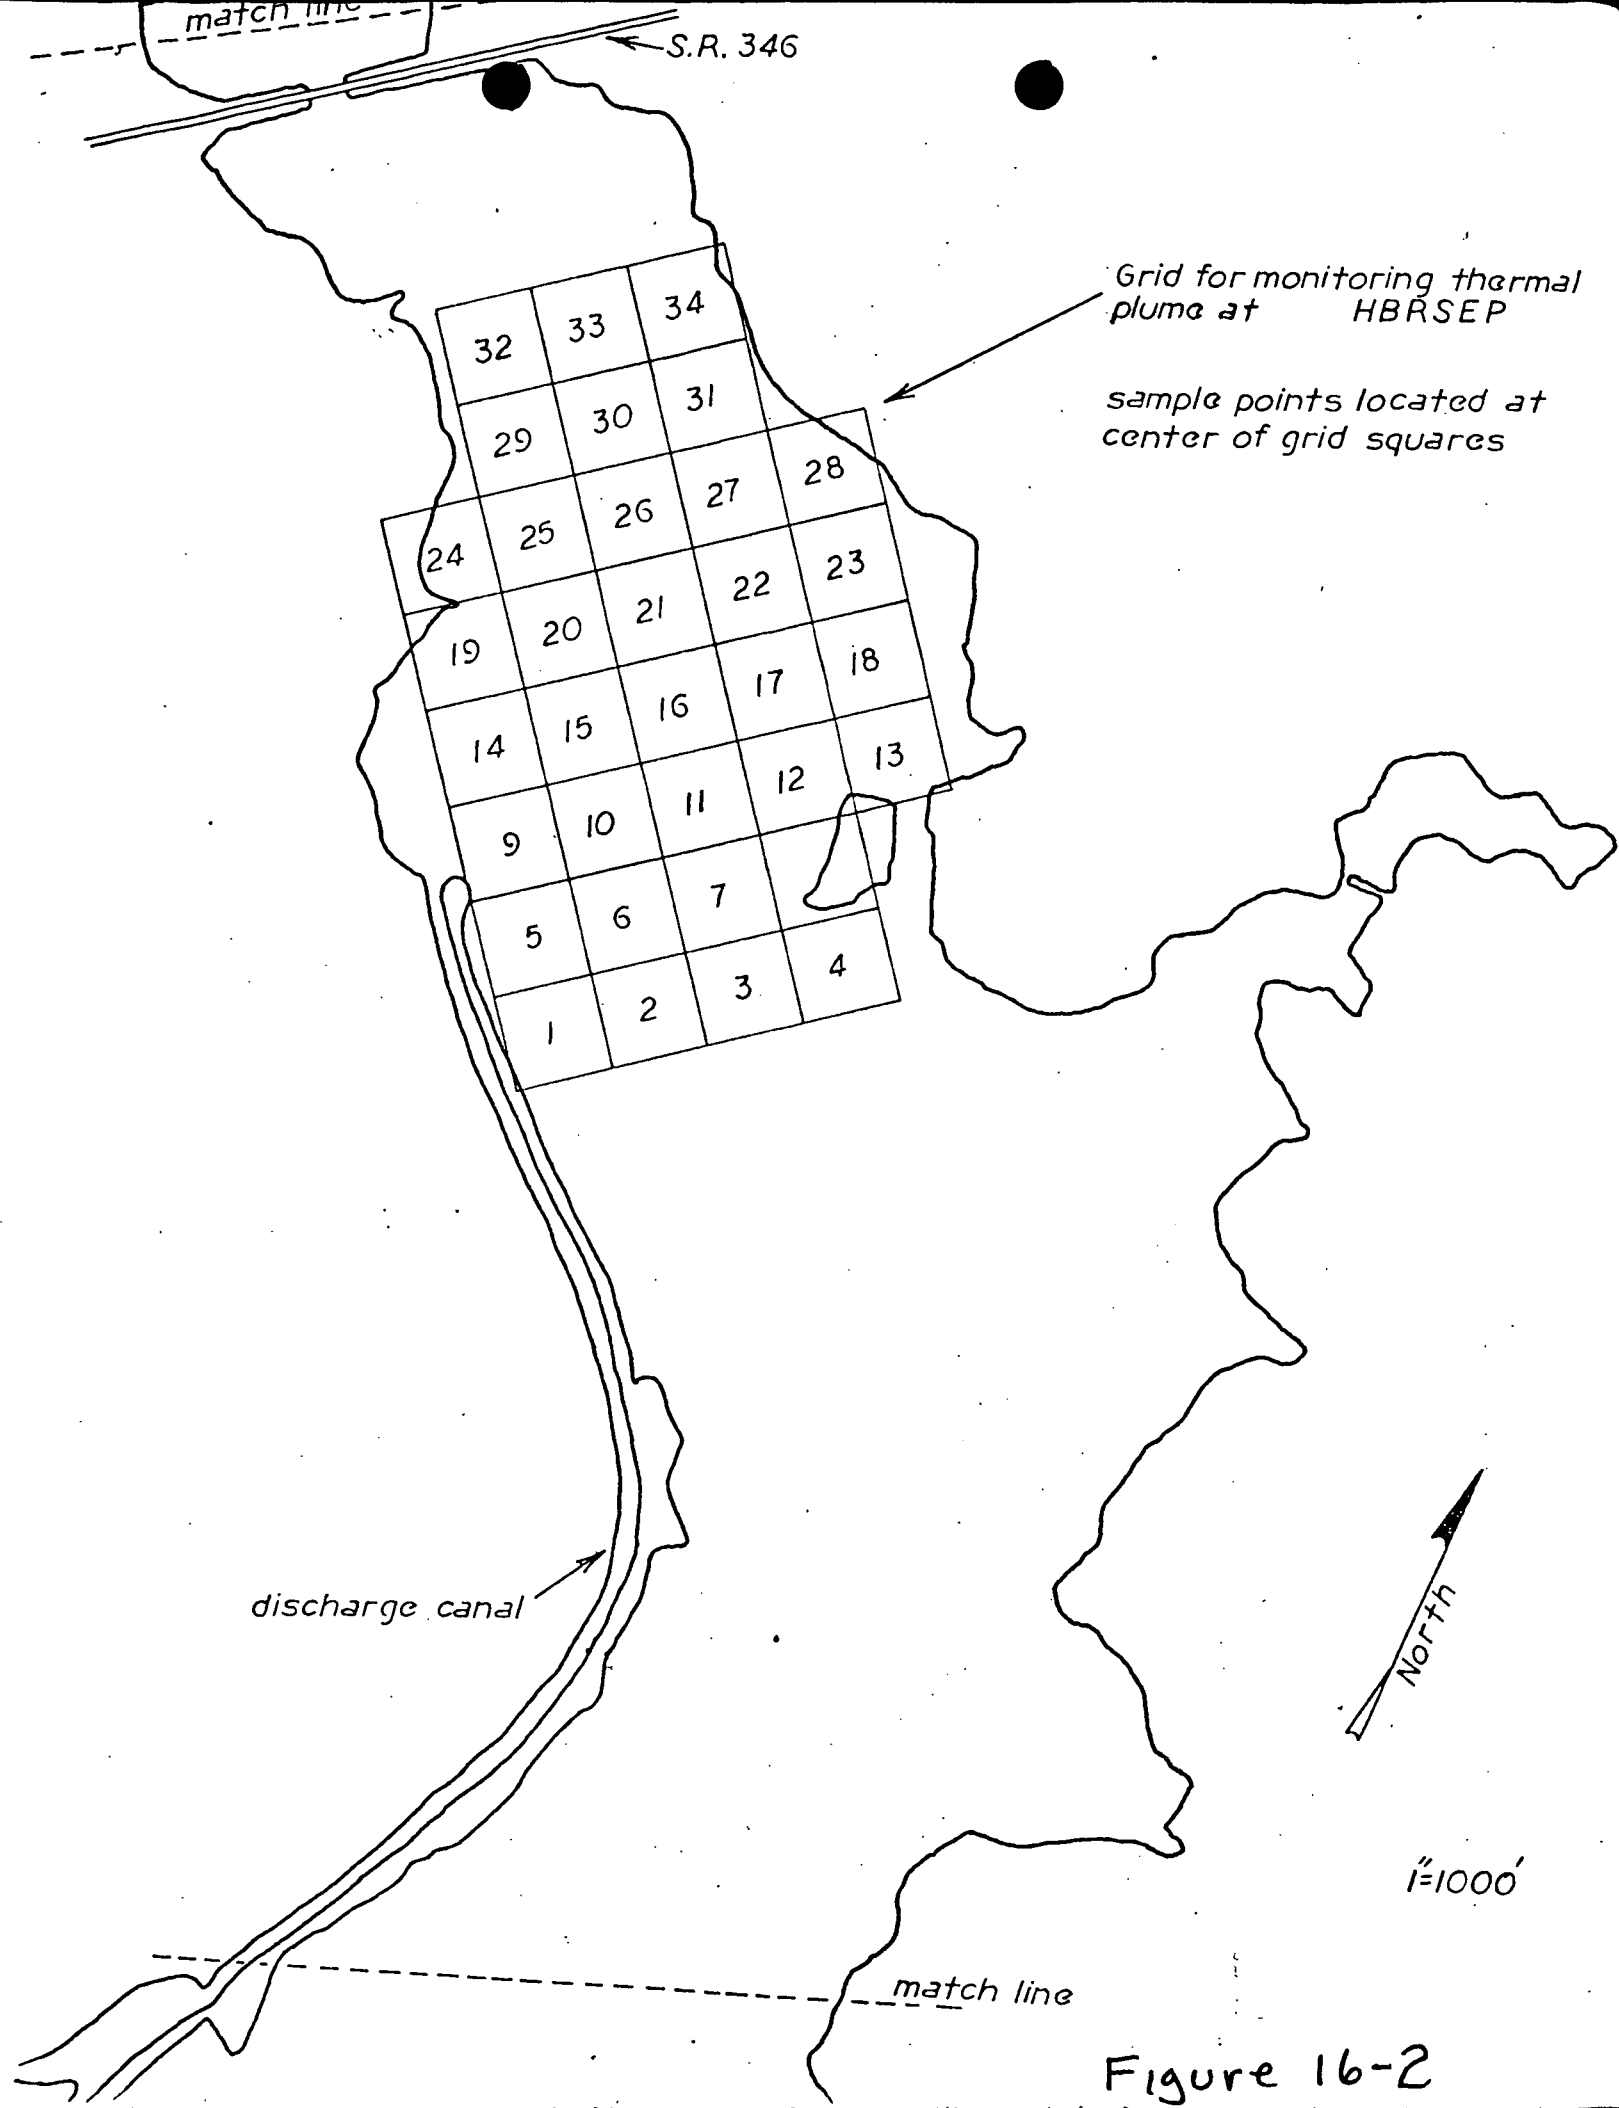 match line
S.R. 346
Grid for monitoring thermal
plume at HBRSEP
sample points located at
center of grid squares
32 33 34
29 30 31
24 25 26 27 28
19 20 21 22 23
14 15 16 17 18
9 10 11 12 13
5 6 7
1 2 3 4
discharge canal
North
1"=1000'
match line
Figure 16-2